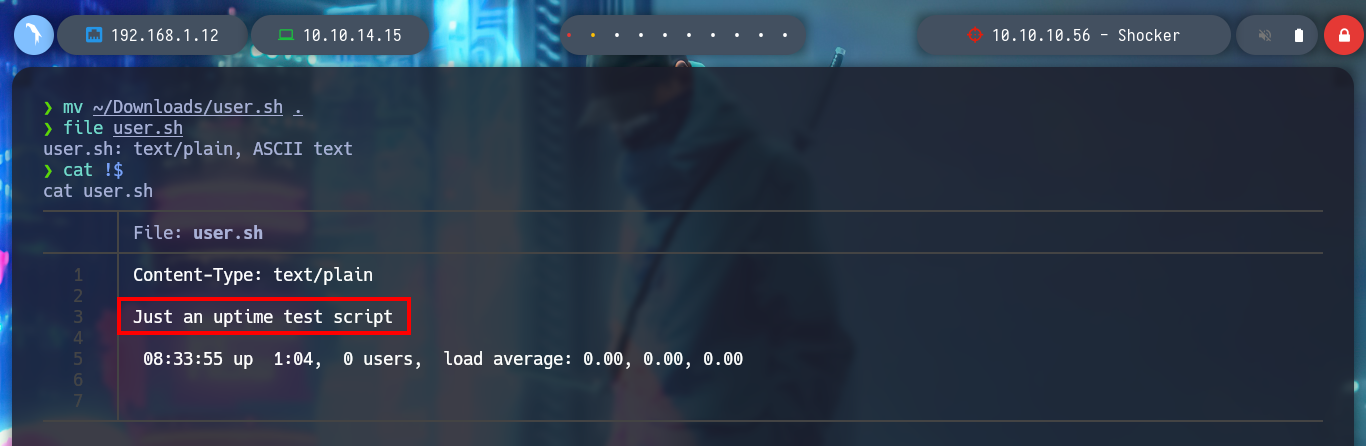 192.168.1.12 10.10.14.15 10.10.10.56 - Shocker
❯ mv ~/Downloads/user.sh .
❯ file user.sh
user.sh: text/plain, ASCII text
❯ cat !$
cat user.sh
File: user.sh
1 Content-Type: text/plain
2
3 Just an uptime test script
4
5 08:33:55 up  1:04,  0 users,  load average: 0.00, 0.00, 0.00
6
7